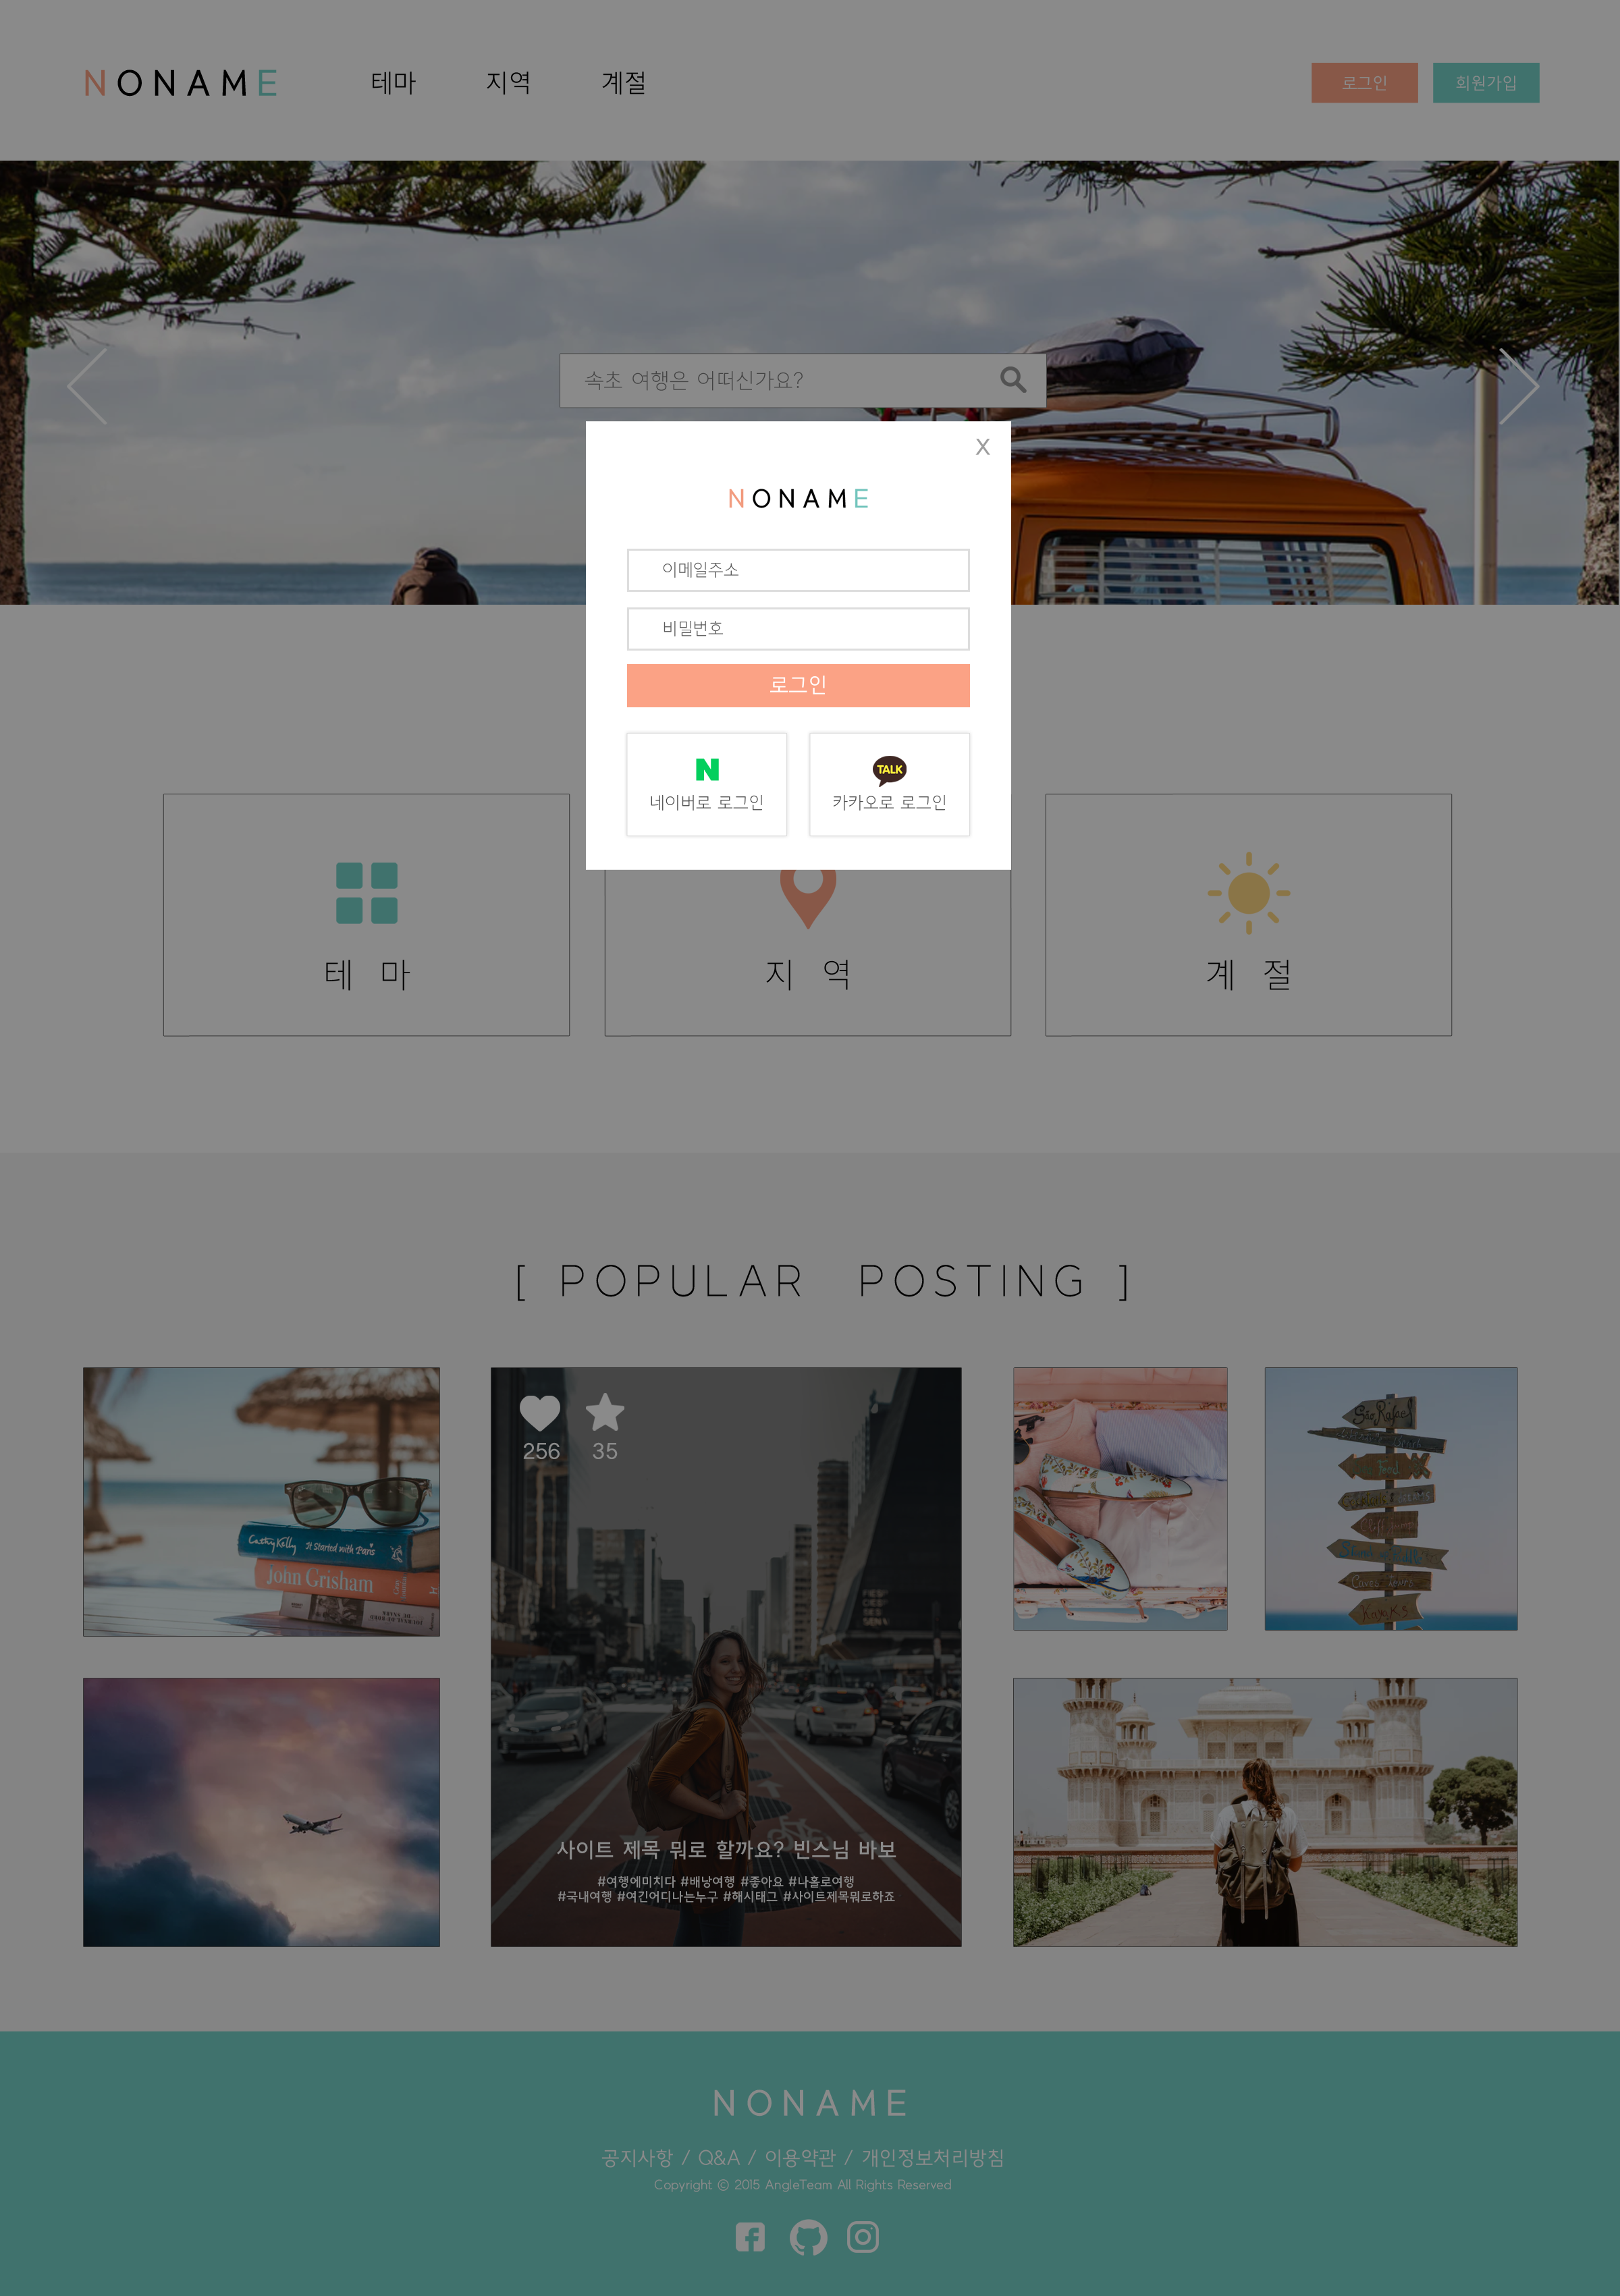 NONAME 테마 지역 계절 로그인 회원가입
속초 여행은 어떠신가요?
X
NONAME
이메일주소
비밀번호
로그인
네이버로 로그인
TALK
카카오로 로그인
테 마
지 역
계 절
[ POPULAR POSTING ]
256 35
Cathy Kelly It Started with Paris
John Grisham
São Rafael
사이트 제목 뭐로 할까요? 빈스님 바보
#여행에미치다 #배낭여행 #좋아요 #나홀로여행
#국내여행 #여긴어디나는누구 #해시태그 #사이트제목뭐로하죠
NONAME
공지사항 / Q&A / 이용약관 / 개인정보처리방침
Copyright © 2015 AngleTeam All Rights Reserved